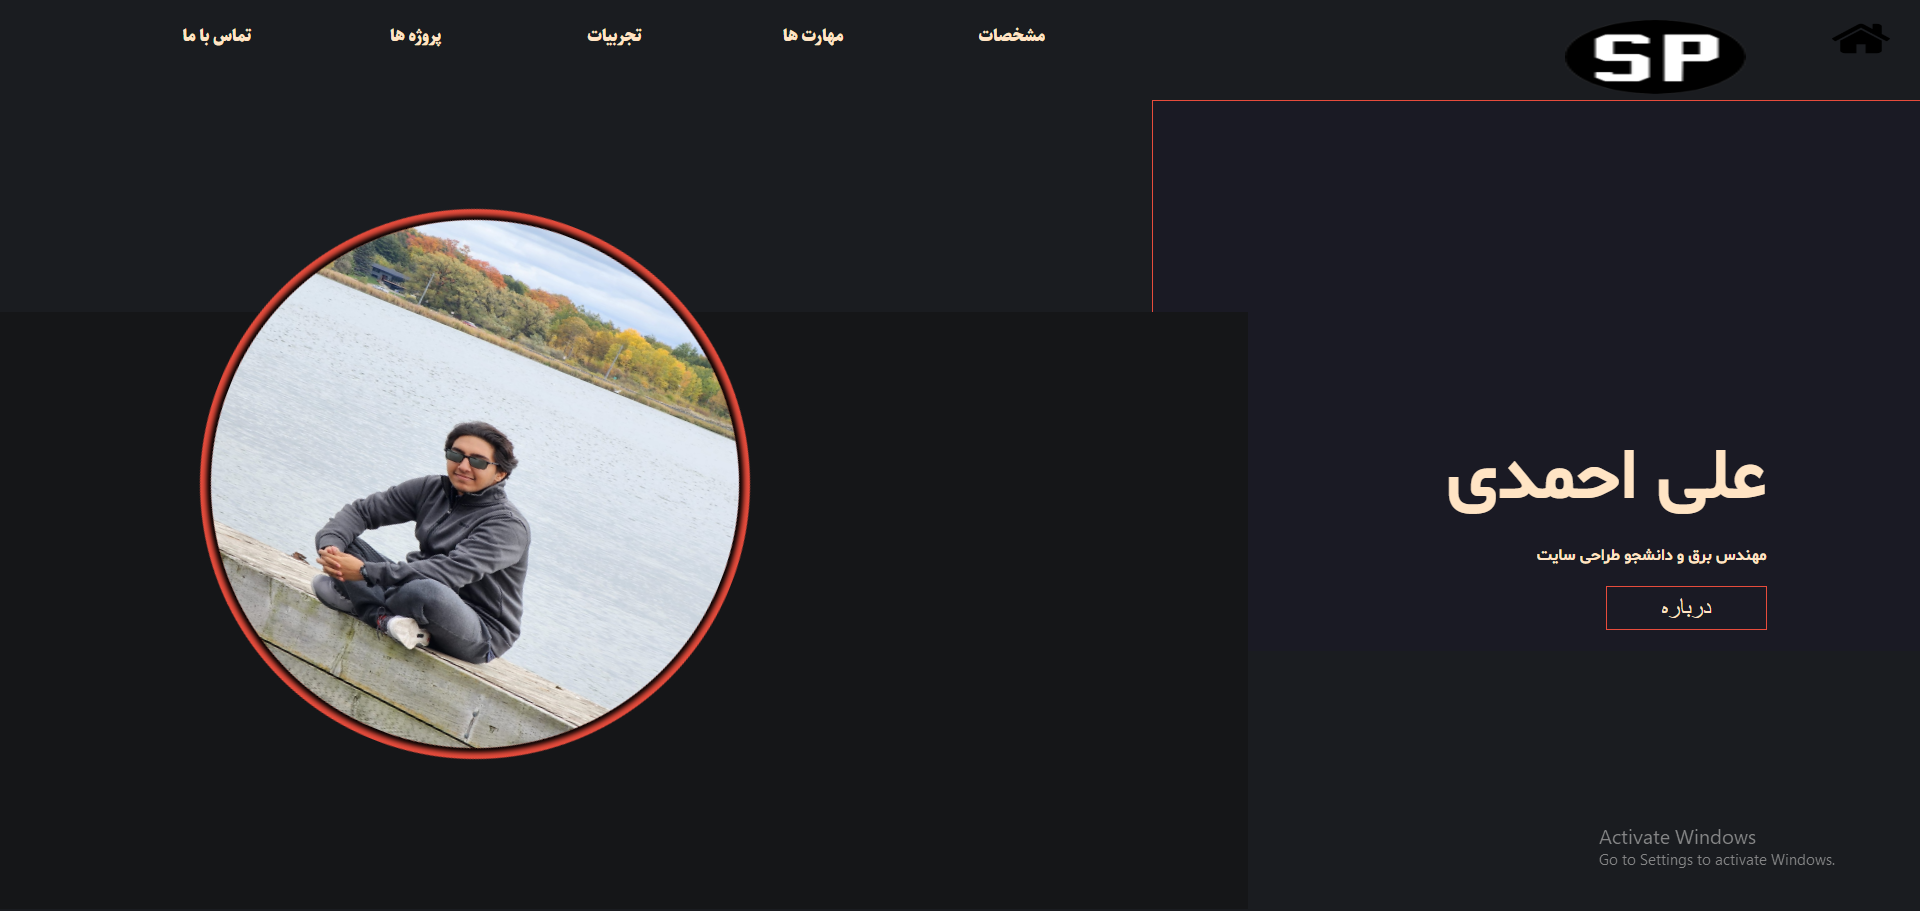 SP
مشخصات
مهارت ها
تجربیات
پروژه ها
تماس با ما
علی احمدی
مهندس برق و دانشجو طراحی سایت
درباره
Activate Windows
Go to Settings to activate Windows.